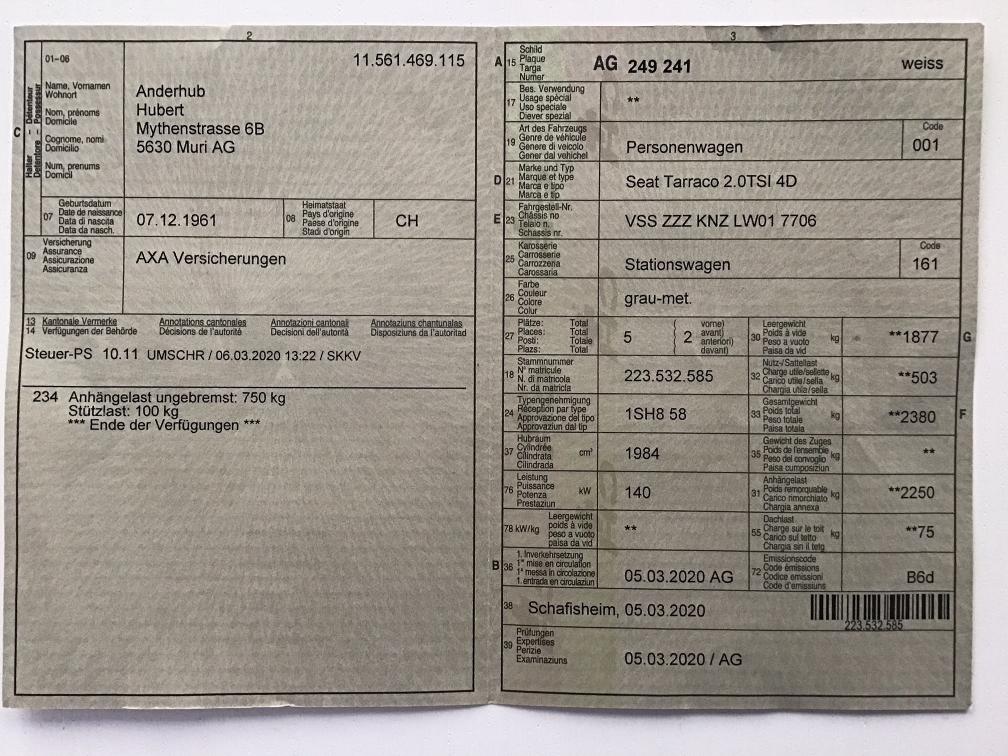 2
01-06
11.561.469.115
C
Halter Détenteur
Detentore Possessur
Name, Vornamen
Wohnort
Nom, prénoms
Domicile
Cognome, nomi
Domicilio
Num, prenums
Domicil
Anderhub
Hubert
Mythenstrasse 6B
5630 Muri AG
07
Geburtsdatum
Date de naissance
Data di nascita
Data da nasch.
07.12.1961
08
Heimatstaat
Pays d'origine
Paese d'origine
Stadi d'origin
CH
09
Versicherung
Assurance
Assicurazione
Assicuranza
AXA Versicherungen
13 Kantonale Vermerke Annotations cantonales Annotazioni cantonali Annotaziuns chantunalas
14 Verfügungen der Behörde Décisions de l'autorité Decisioni dell'autorità Disposiziuns da l'autoritad
Steuer-PS 10.11 UMSCHR / 06.03.2020 13:22 / SKKV
234 Anhängelast ungebremst: 750 kg
Stützlast: 100 kg
*** Ende der Verfügungen ***
3
A 15
Schild
Plaque
Targa
Numer
AG 249 241 weiss
17
Bes. Verwendung
Usage spécial
Uso speciale
Diever spezial
**
19
Art des Fahrzeugs
Genre de véhicule
Genere di veicolo
Gener dal vehichel
Personenwagen
Code
001
D 21
Marke und Typ
Marque et type
Marca e tipo
Marca e tip
Seat Tarraco 2.0TSI 4D
E 23
Fahrgestell-Nr.
Châssis no
Telaio n.
Schassis nr.
VSS ZZZ KNZ LW01 7706
25
Karosserie
Carrosserie
Carrozzeria
Carossaria
Stationswagen
Code
161
26
Farbe
Couleur
Colore
Colur
grau-met.
27
Plätze: Total
Places: Total
Posti: Totale
Plazs: Total
5
2
vorne)
avant)
anteriori)
davant)
30
Leergewicht
Poids à vide
Peso a vuoto
Paisa da vid
kg
**1877
G
18
Stammnummer
N° matricule
N. di matricola
Nr. da matricla
223.532.585
32
Nutz-/Sattellast
Charge utile/sellette
Carico utile/sella
Chargia utila/sella
kg
**503
24
Typengenehmigung
Réception par type
Approvazione del tipo
Approvaziun dal tip
1SH8 58
33
Gesamtgewicht
Poids total
Peso totale
Paisa totala
kg
**2380
F
37
Hubraum
Cylindrée
Cilindrata
Cilindrada
cm³
1984
35
Gewicht des Zuges
Poids de l'ensemble
Peso del convoglio
Paisa cumposiziun
kg
**
76
Leistung
Puissance
Potenza
Prestaziun
kW
140
31
Anhängelast
Poids remorquable
Carico rimorchiato
Chargia annexa
kg
**2250
78 kW/kg
Leergewicht
poids à vide
peso a vuoto
paisa da vid
**
55
Dachlast
Charge sur le toit
Carico sul tetto
Chargia sin il tetg
kg
**75
B 36
1. Inverkehrsetzung
1re mise en circulation
1a messa in circolazione
1. entrada en circulaziun
05.03.2020 AG
72
Emissionscode
Code émissions
Codice emissioni
Code d'emissiuns
B6d
38
Schafisheim, 05.03.2020
223.532.585
39
Prüfungen
Expertises
Perizie
Examinaziuns
05.03.2020 / AG